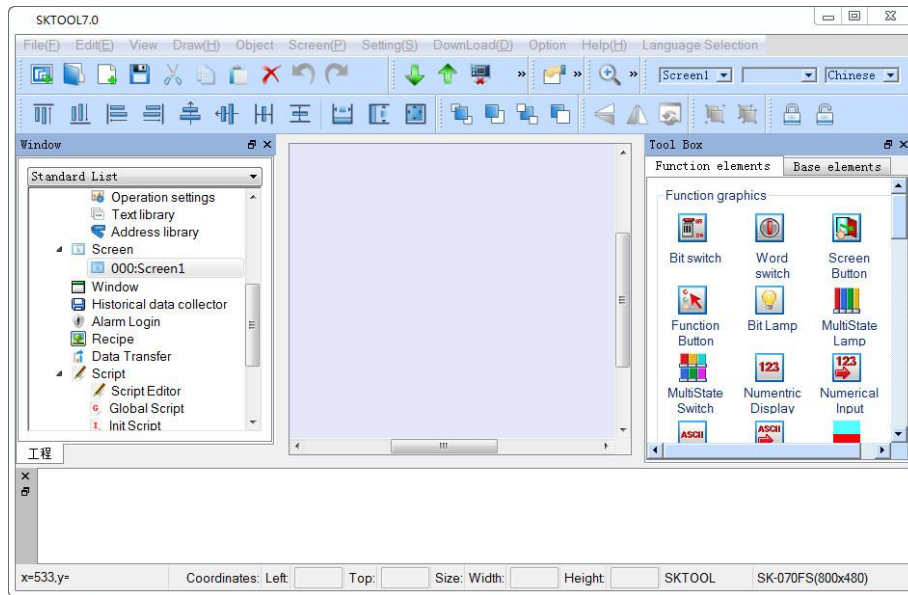 SKTOOL7.0
File(F) Edit(E) View Draw(H) Object Screen(P) Setting(S) DownLoad(D) Option Help(H) Language Selection
Screen1 Chinese
Window
Standard List
Operation settings
Text library
Address library
Screen
000:Screen1
Window
Historical data collector
Alarm Login
Recipe
Data Transfer
Script
Script Editor
Global Script
Init Script
工程
Tool Box
Function elements Base elements
Function graphics
OFF
ON
Bit switch Word switch Screen Button
Function Button Bit Lamp MultiState Lamp
123 123
MultiState Switch Numentric Display Numerical Input
ASCII ASCII
x=533,y= Coordinates: Left: Top: Size: Width: Height: SKTOOL SK-070FS(800x480)